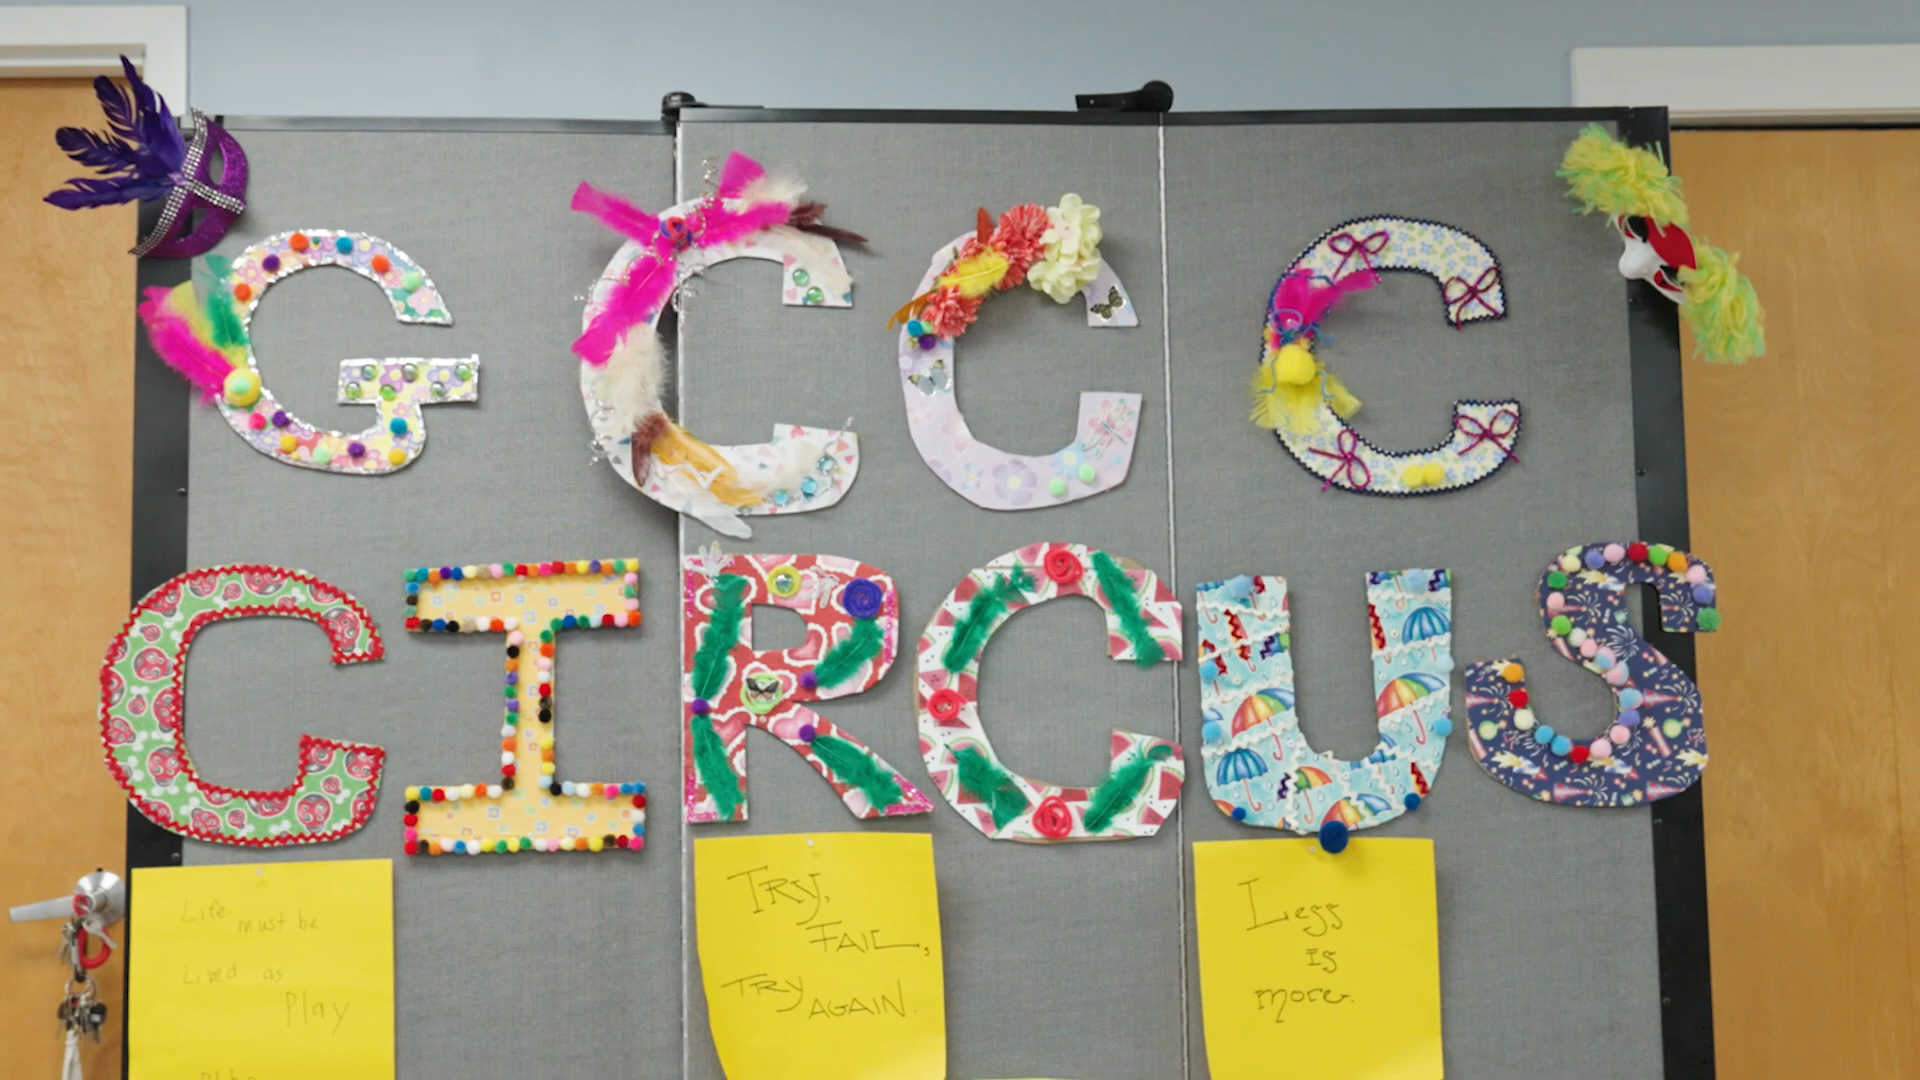 GCCC
CIRCUS
Life
must be
Lived as
Play
TRY,
FAIL,
TRY
AGAIN.
Less
is
more.